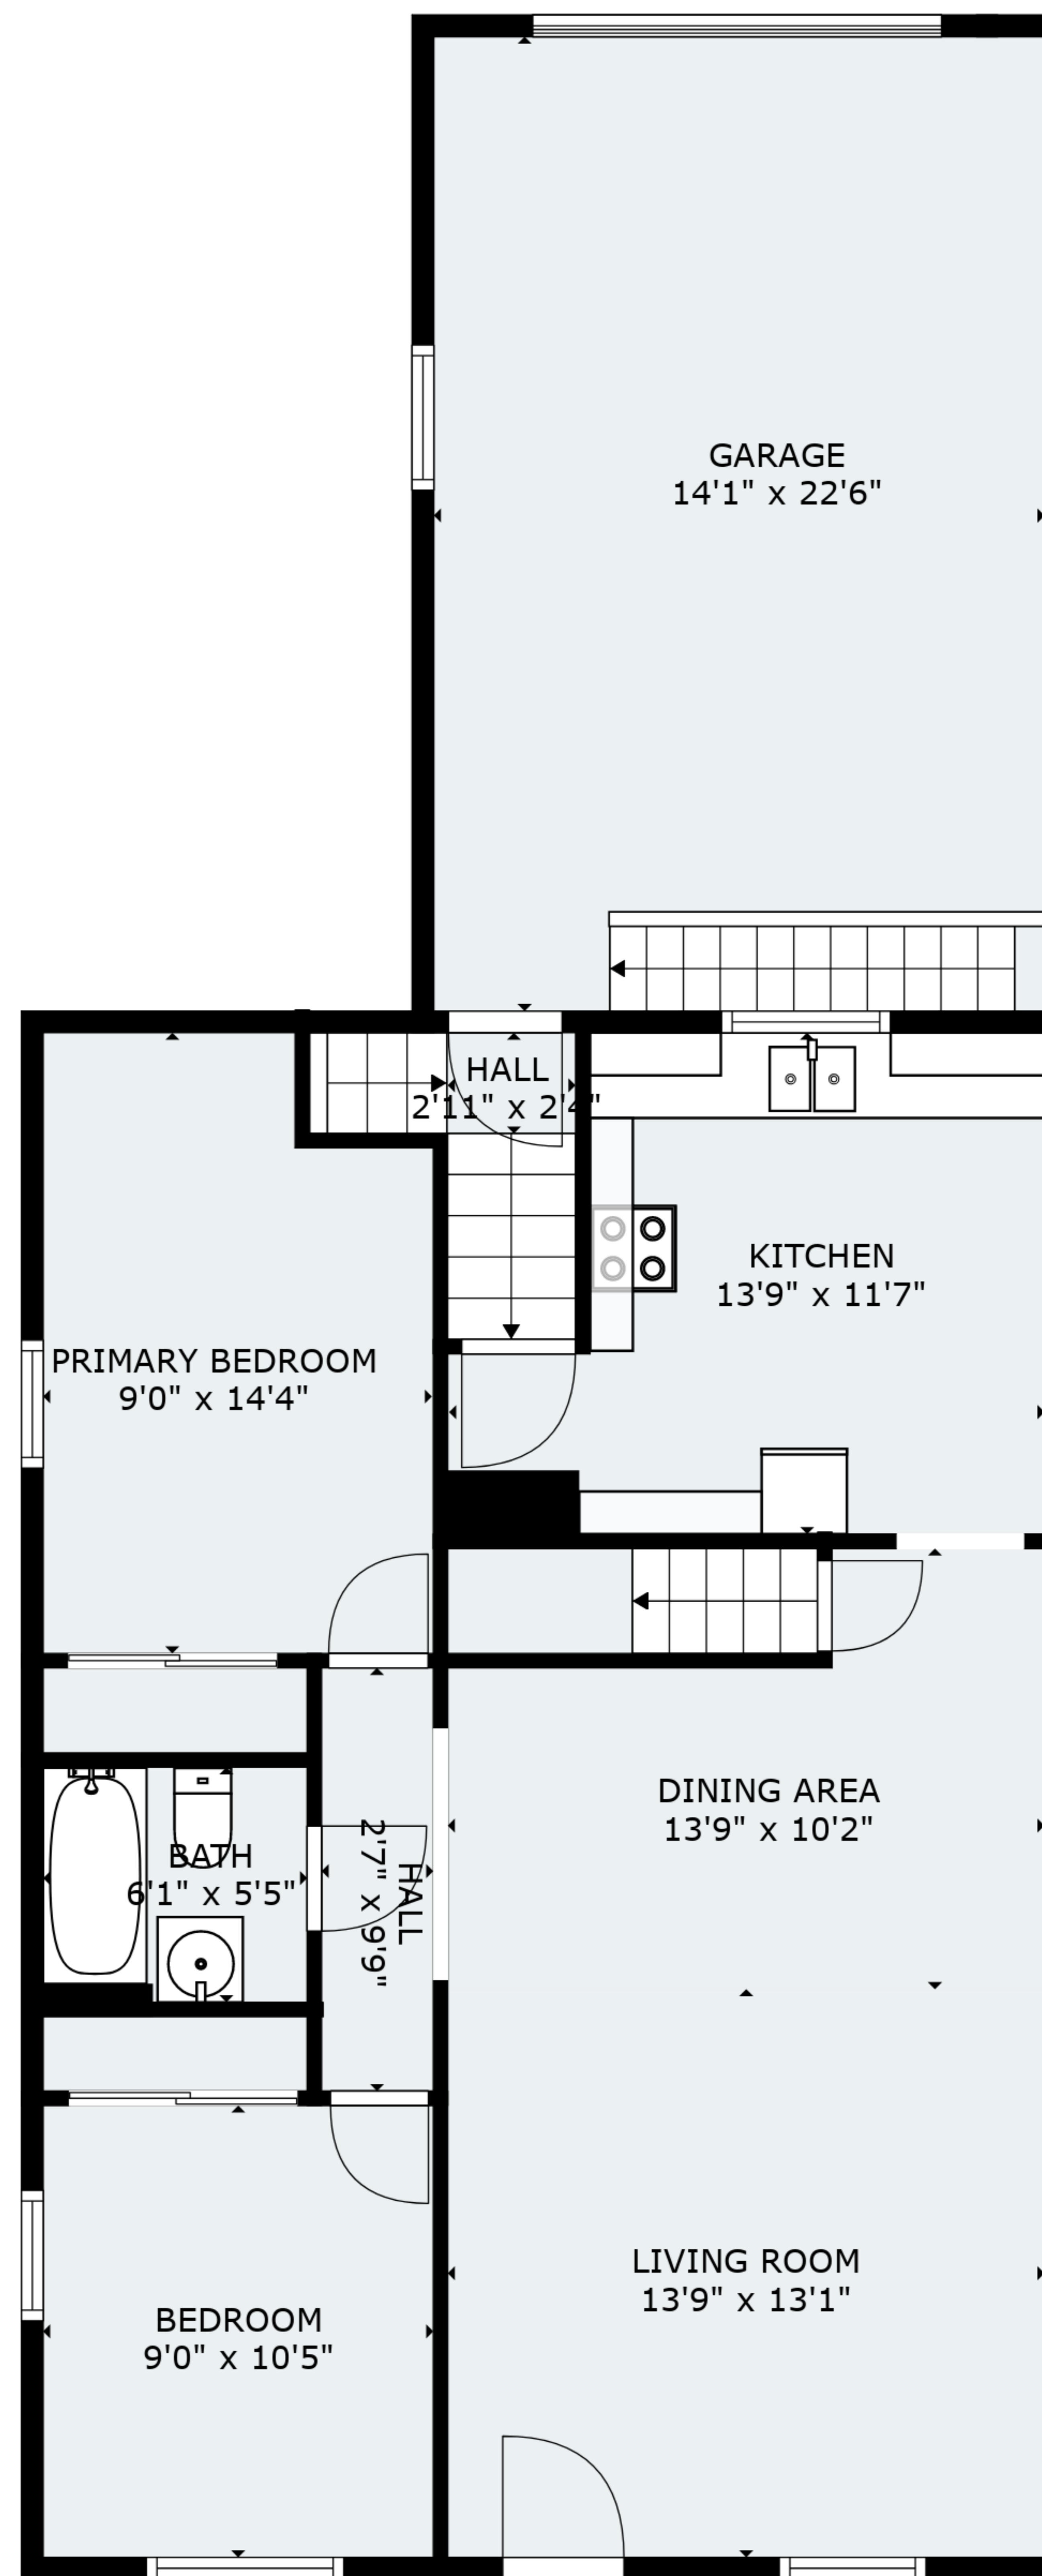 GARAGE
14'1" x 22'6"
HALL
2'11" x 2'4"
KITCHEN
13'9" x 11'7"
PRIMARY BEDROOM
9'0" x 14'4"
DINING AREA
13'9" x 10'2"
BATH
6'1" x 5'5"
HALL
2'7" x 9'9"
LIVING ROOM
13'9" x 13'1"
BEDROOM
9'0" x 10'5"